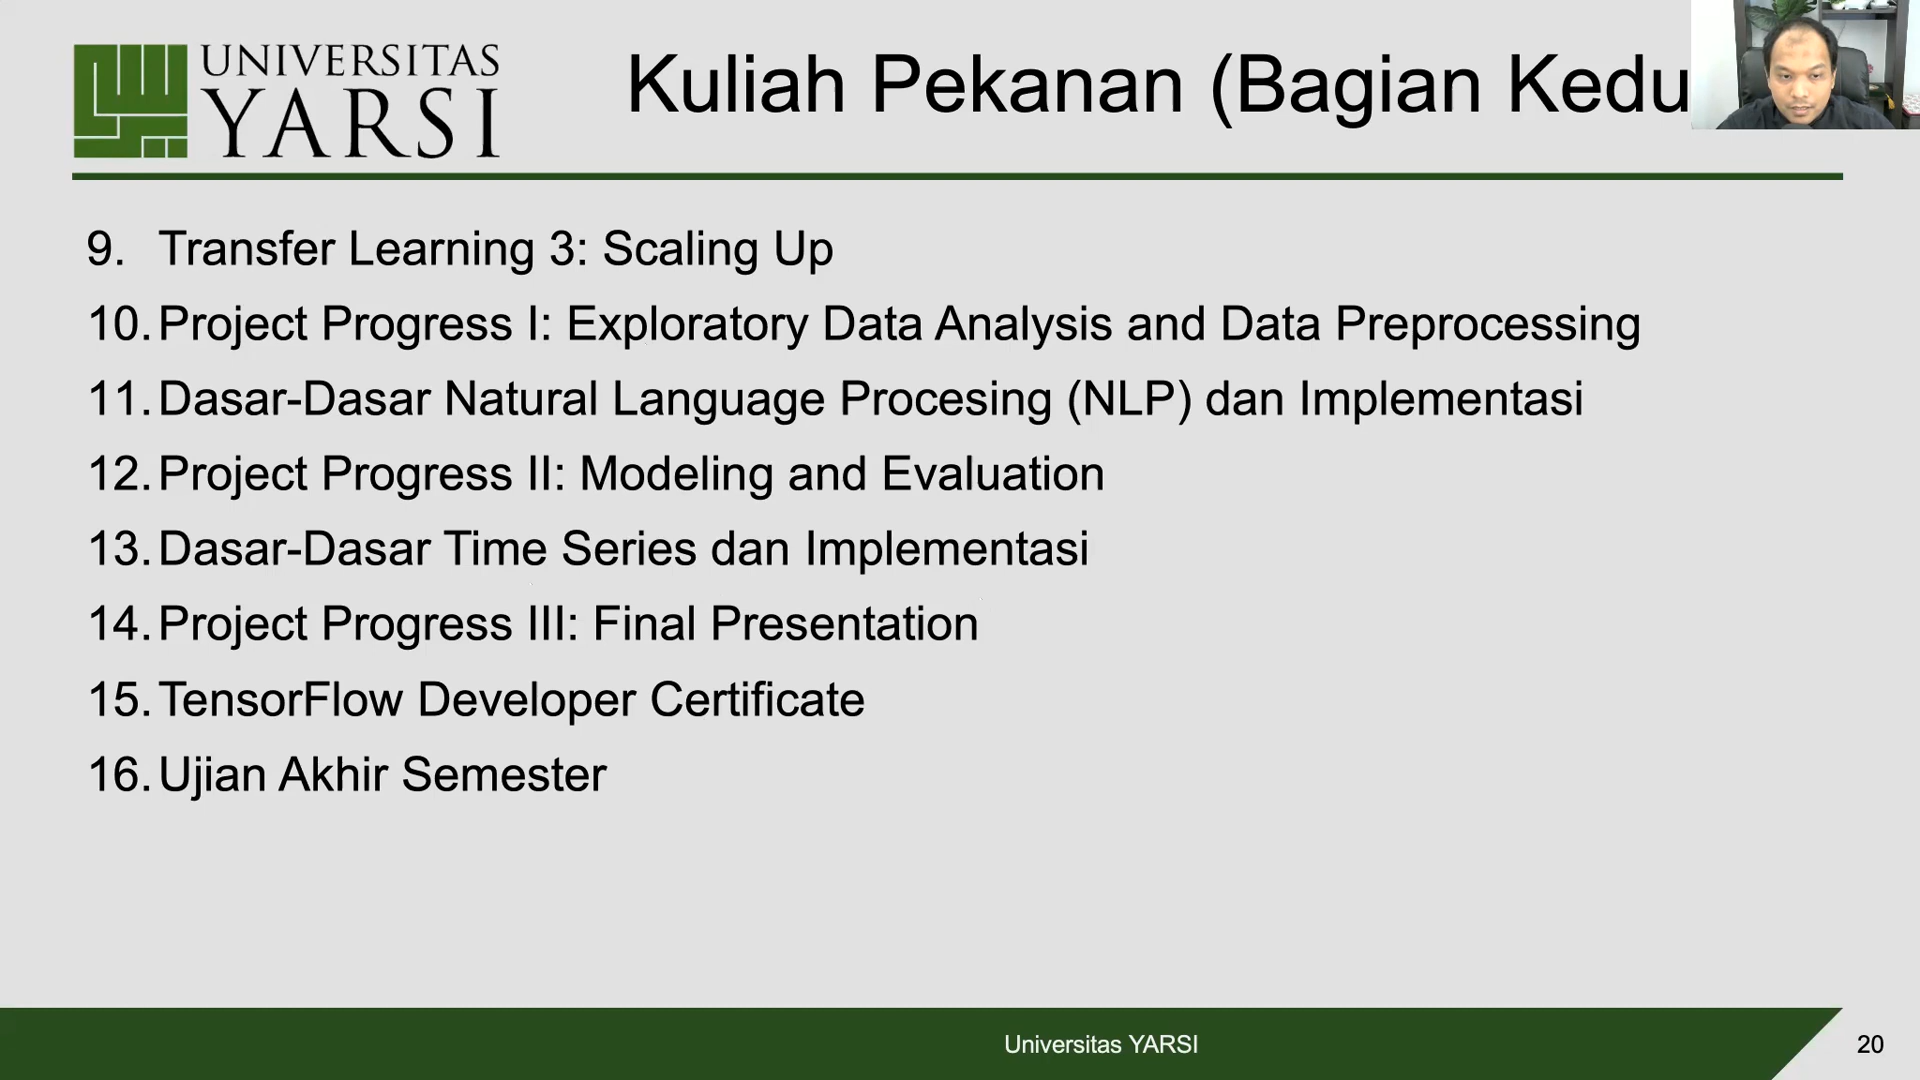 UNIVERSITAS
YARSI
Kuliah Pekanan (Bagian Kedu
9. Transfer Learning 3: Scaling Up
10. Project Progress I: Exploratory Data Analysis and Data Preprocessing
11. Dasar-Dasar Natural Language Procesing (NLP) dan Implementasi
12. Project Progress II: Modeling and Evaluation
13. Dasar-Dasar Time Series dan Implementasi
14. Project Progress III: Final Presentation
15. TensorFlow Developer Certificate
16. Ujian Akhir Semester
Universitas YARSI
20